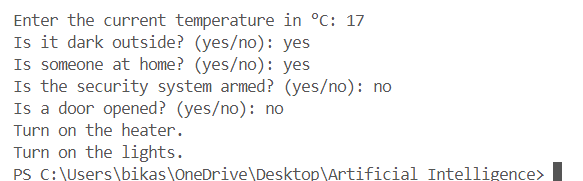 Enter the current temperature in °C: 17
Is it dark outside? (yes/no): yes
Is someone at home? (yes/no): yes
Is the security system armed? (yes/no): no
Is a door opened? (yes/no): no
Turn on the heater.
Turn on the lights.
PS C:\Users\bikas\OneDrive\Desktop\Artificial Intelligence>